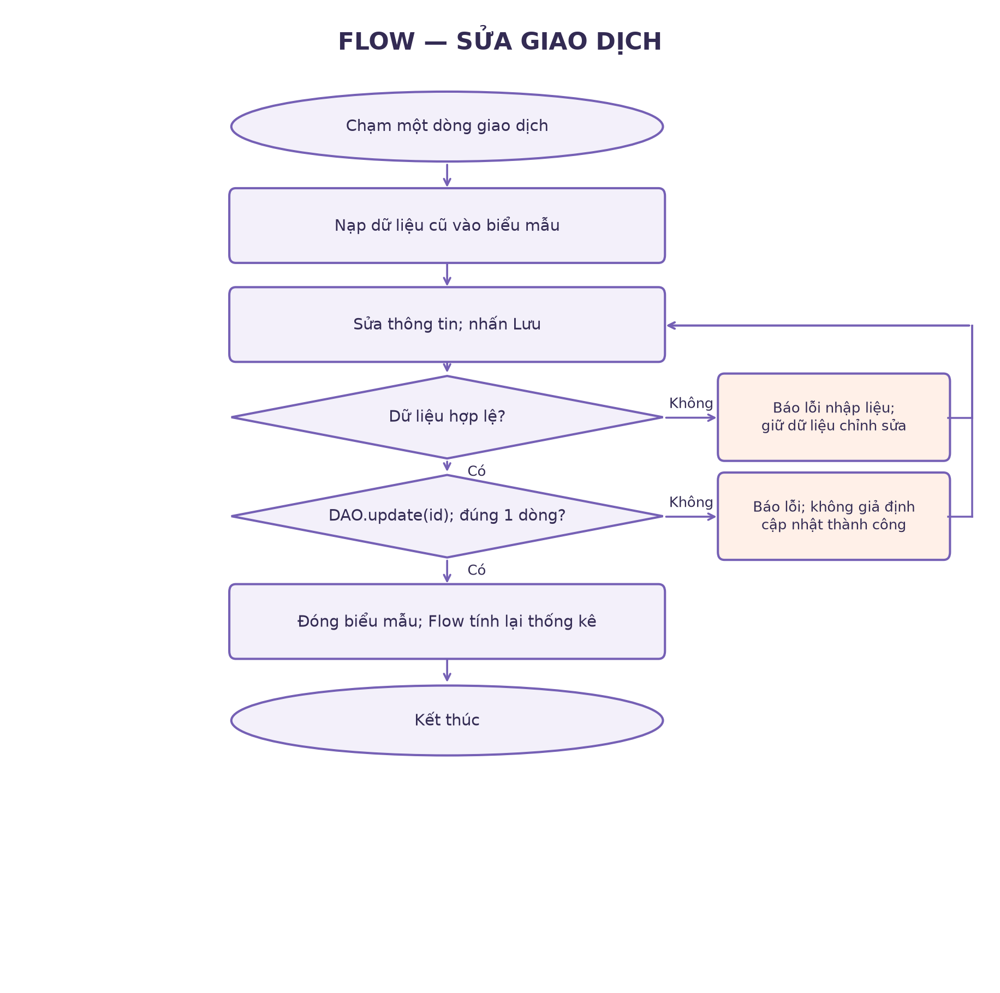 FLOW — SỬA GIAO DỊCH
Chạm một dòng giao dịch
Nạp dữ liệu cũ vào biểu mẫu
Sửa thông tin; nhấn Lưu
Dữ liệu hợp lệ?
Không
Báo lỗi nhập liệu;
giữ dữ liệu chỉnh sửa
Có
DAO.update(id); đúng 1 dòng?
Không
Báo lỗi; không giả định
cập nhật thành công
Có
Đóng biểu mẫu; Flow tính lại thống kê
Kết thúc